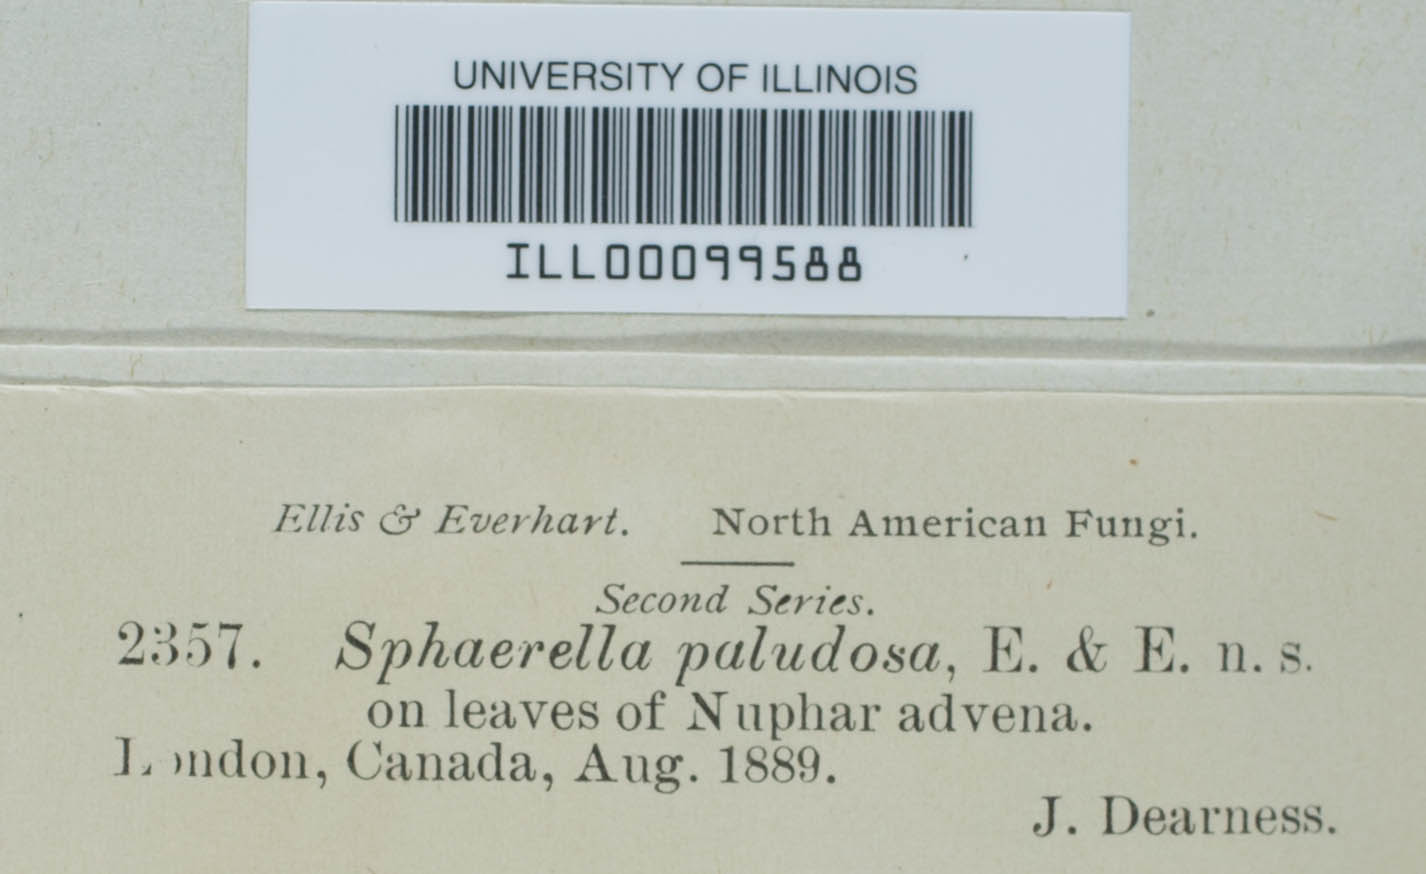 UNIVERSITY OF ILLINOIS
ILL00099588
Ellis & Everhart. North American Fungi.
Second Series.
2357. Sphaerella paludosa, E. & E. n. s.
on leaves of Nuphar advena.
London, Canada, Aug. 1889.
J. Dearness.